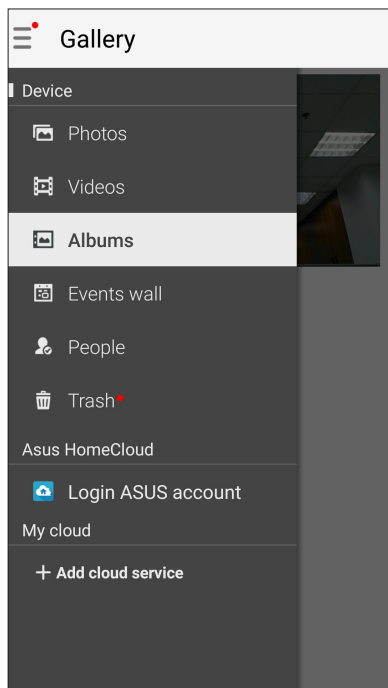 Gallery
Device
Photos
Videos
Albums
Events wall
People
Trash
Asus HomeCloud
Login ASUS account
My cloud
+ Add cloud service